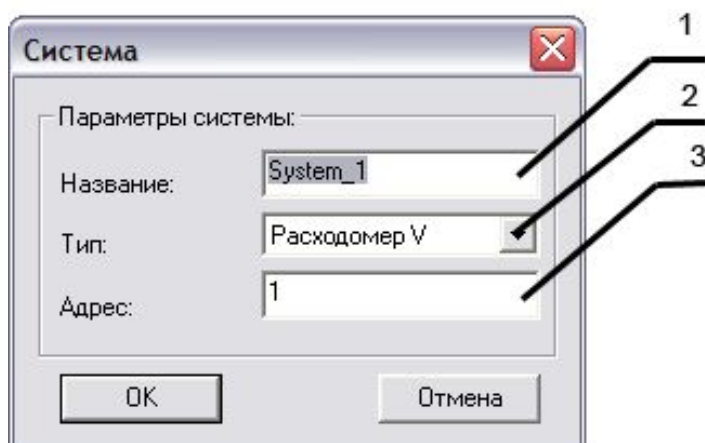 Система
1
Параметры системы:
2
Название: System_1
3
Тип: Расходомер V
Адрес: 1
OK
Отмена